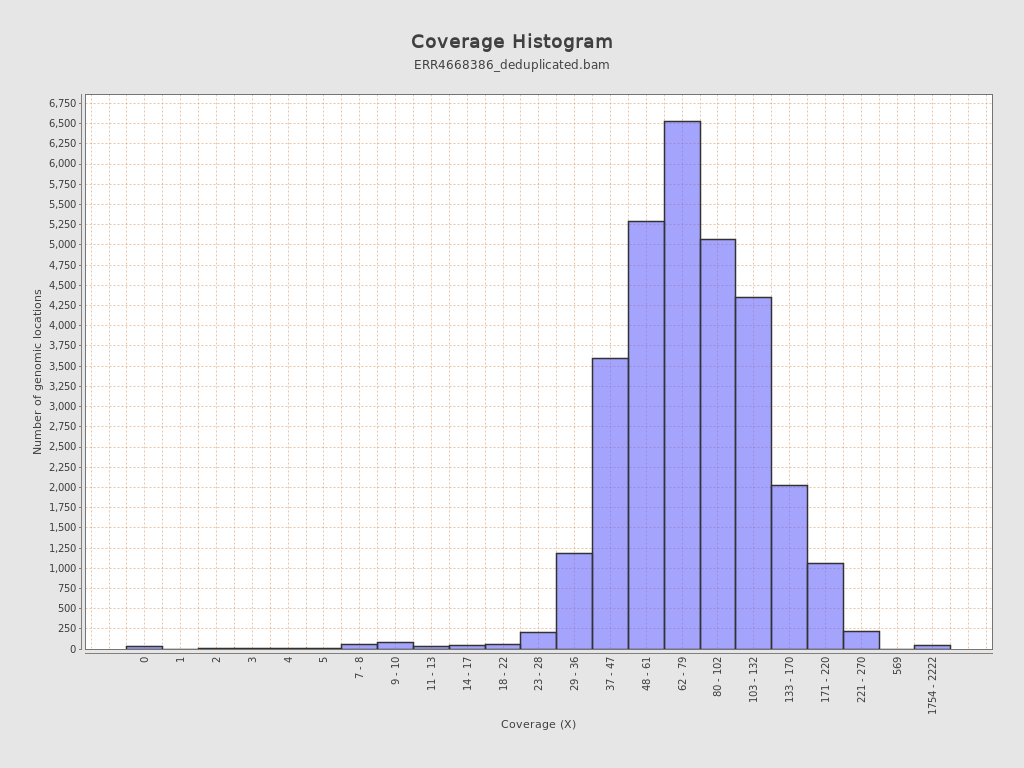 Coverage Histogram
ERR4668386_deduplicated.bam
Number of genomic locations
6,750
6,500
6,250
6,000
5,750
5,500
5,250
5,000
4,750
4,500
4,250
4,000
3,750
3,500
3,250
3,000
2,750
2,500
2,250
2,000
1,750
1,500
1,250
1,000
750
500
250
0
0
1
2
3
4
5
7 - 8
9 - 10
11 - 13
14 - 17
18 - 22
23 - 28
29 - 36
37 - 47
48 - 61
62 - 79
80 - 102
103 - 132
133 - 170
171 - 220
221 - 270
569
1754 - 2222
Coverage (X)